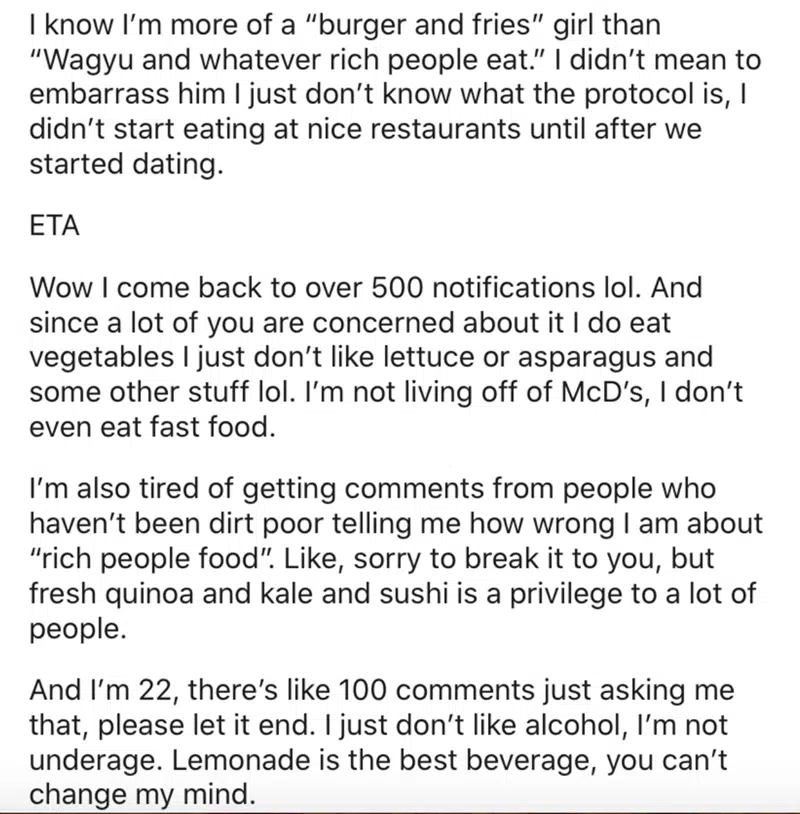 I know I’m more of a “burger and fries” girl than
“Wagyu and whatever rich people eat.” I didn’t mean to
embarrass him I just don’t know what the protocol is, I
didn’t start eating at nice restaurants until after we
started dating.
ETA
Wow I come back to over 500 notifications lol. And
since a lot of you are concerned about it I do eat
vegetables I just don’t like lettuce or asparagus and
some other stuff lol. I’m not living off of McD’s, I don’t
even eat fast food.
I’m also tired of getting comments from people who
haven’t been dirt poor telling me how wrong I am about
“rich people food”. Like, sorry to break it to you, but
fresh quinoa and kale and sushi is a privilege to a lot of
people.
And I’m 22, there’s like 100 comments just asking me
that, please let it end. I just don’t like alcohol, I’m not
underage. Lemonade is the best beverage, you can’t
change my mind.